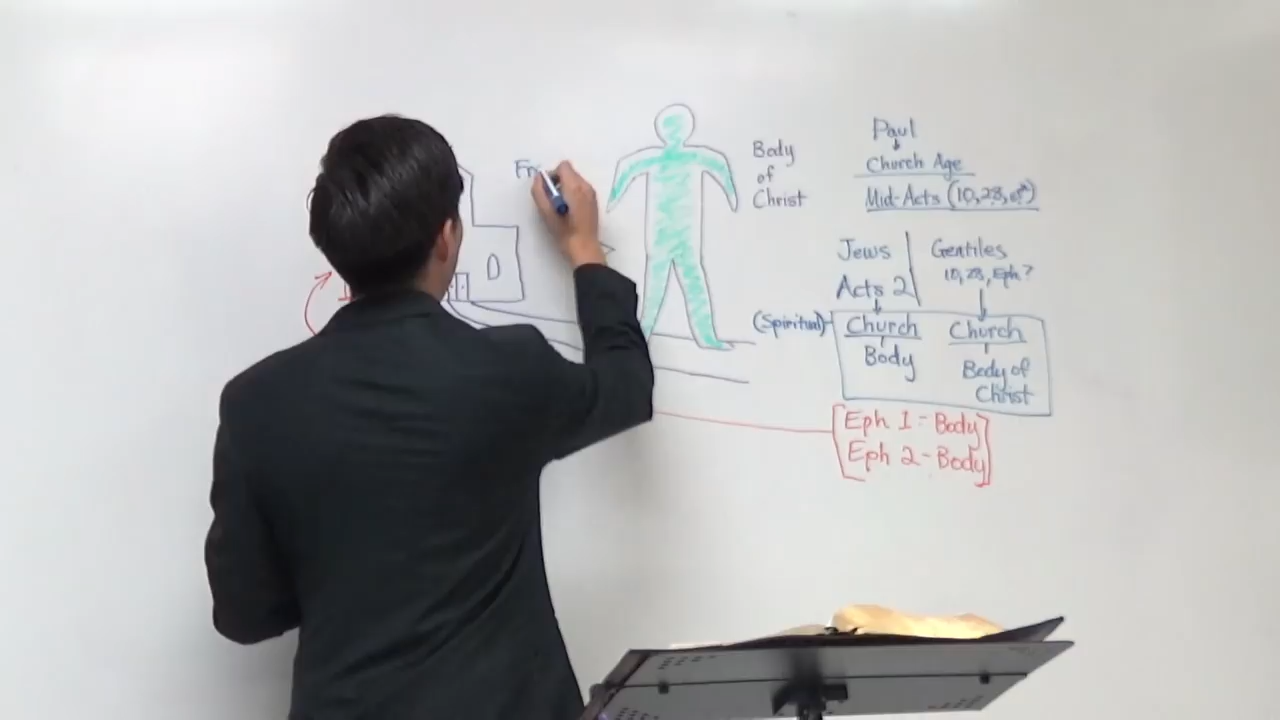 Fr
Body
of
Christ
Paul
Church Age
Mid-Acts (10, 28,
Jews
Acts 2
Gentiles
10, 28, Eph?
(Spiritual)
Church
Body
Church
Body of
Christ
Eph 1 - Body
Eph 2 - Body